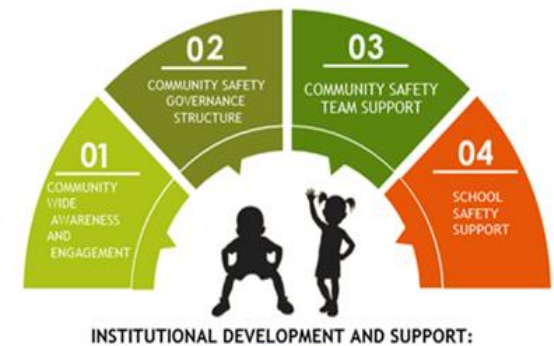 01
COMMUNITY
WIDE
AWARENESS
AND
ENGAGEMENT
02
COMMUNITY SAFETY
GOVERNANCE
STRUCTURE
03
COMMUNITY SAFETY
TEAM SUPPORT
04
SCHOOL
SAFETY
SUPPORT
INSTITUTIONAL DEVELOPMENT AND SUPPORT: